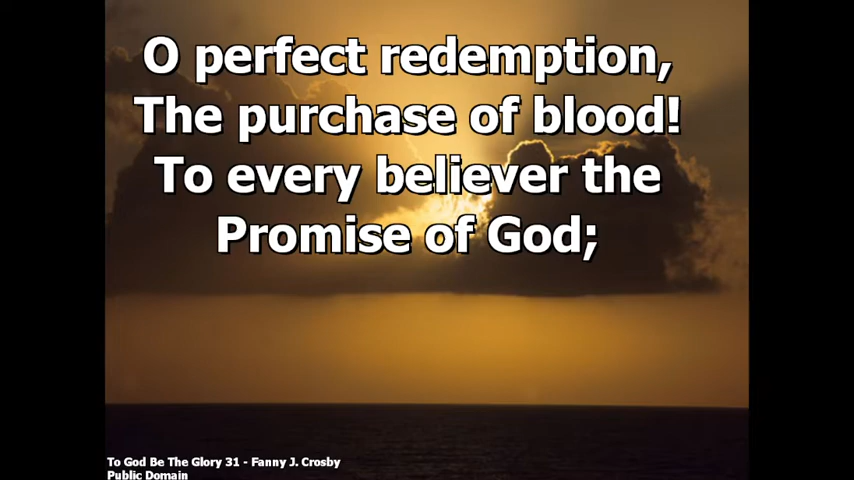 O perfect redemption,
The purchase of blood!
To every believer the
Promise of God;
To God Be The Glory 31 - Fanny J. Crosby
Public Domain